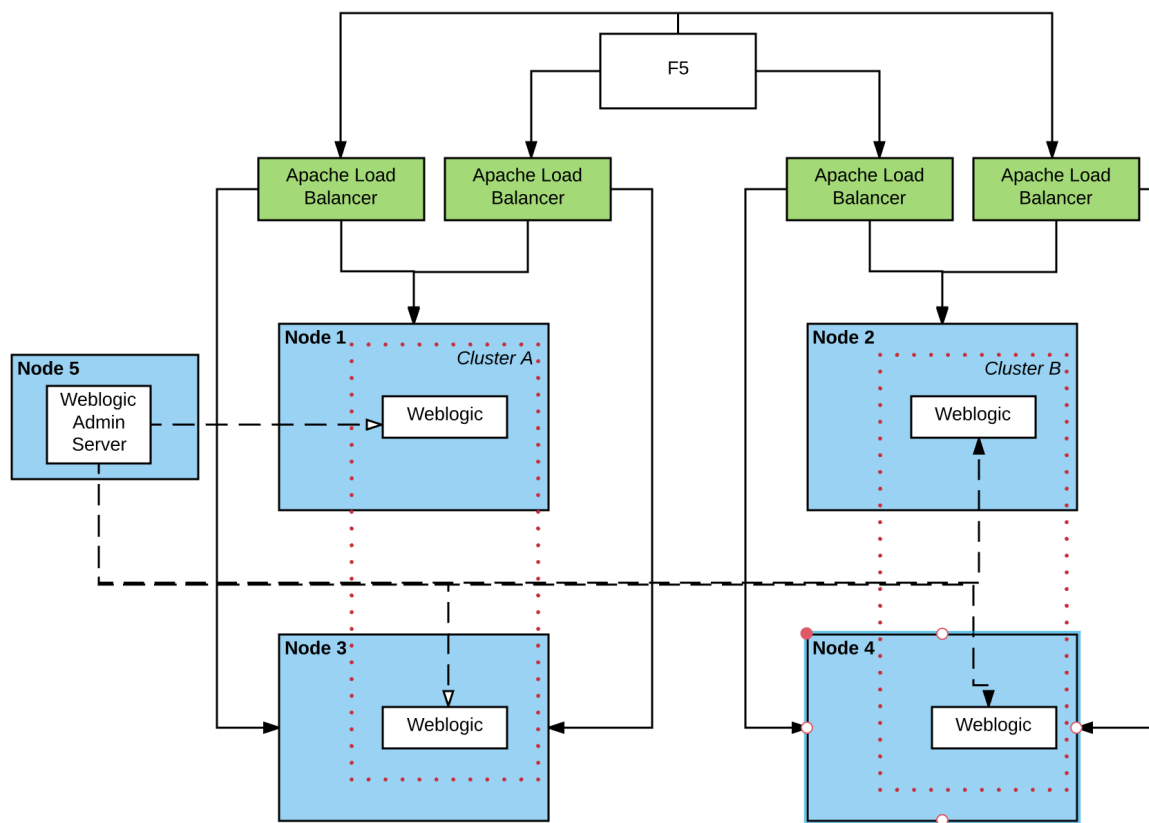 F5
Apache Load
Balancer
Apache Load
Balancer
Apache Load
Balancer
Apache Load
Balancer
Node 1
Cluster A
Weblogic
Node 2
Cluster B
Weblogic
Node 5
Weblogic
Admin
Server
Node 3
Weblogic
Node 4
Weblogic